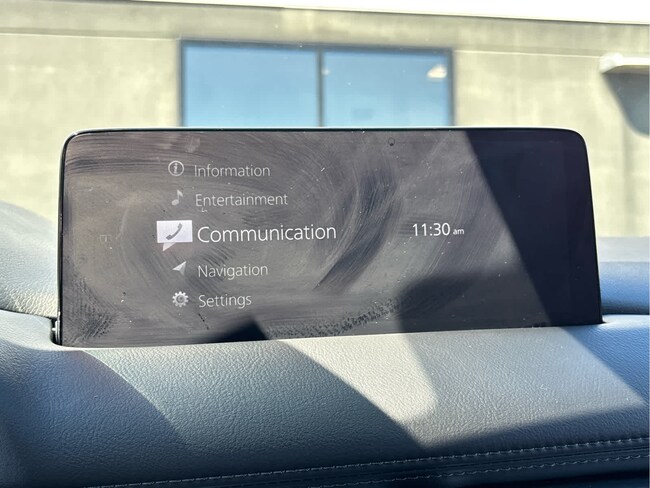 Information
Entertainment
Communication
11:30 am
Navigation
Settings